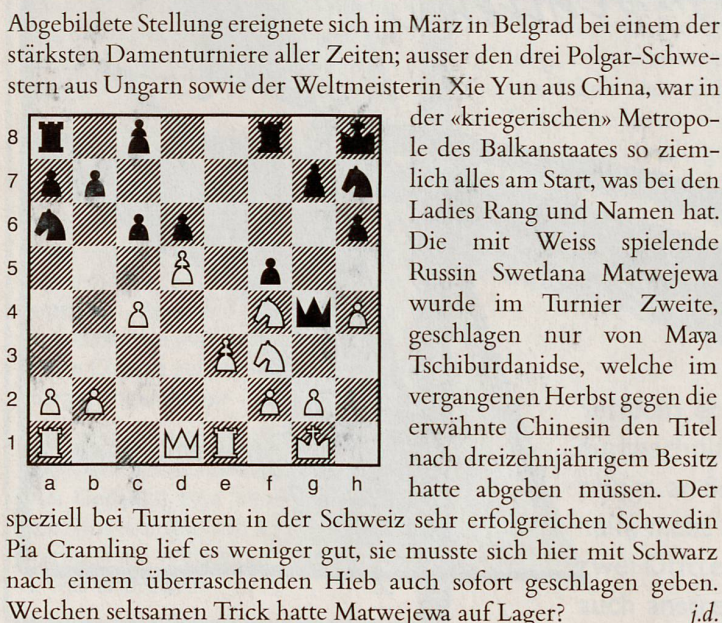 Abgebildete Stellung ereignete sich im März in Belgrad bei einem der
stärksten Damenturniere aller Zeiten; ausser den drei Polgar-Schwe-
stern aus Ungarn sowie der Weltmeisterin Xie Yun aus China, war in
der «kriegerischen» Metropo-
le des Balkanstaates so ziem-
lich alles am Start, was bei den
Ladies Rang und Namen hat.
Die mit Weiss spielende
Russin Swetlana Matwejewa
wurde im Turnier Zweite,
geschlagen nur von Maya
Tschiburdanidse, welche im
vergangenen Herbst gegen die
erwähnte Chinesin den Titel
nach dreizehnjährigem Besitz
hatte abgeben müssen. Der
8
7
6
5
4
3
2
1
a b c d e f g h
speziell bei Turnieren in der Schweiz sehr erfolgreichen Schwedin
Pia Cramling lief es weniger gut, sie musste sich hier mit Schwarz
nach einem überraschenden Hieb auch sofort geschlagen geben.
Welchen seltsamen Trick hatte Matwejewa auf Lager? j.d.